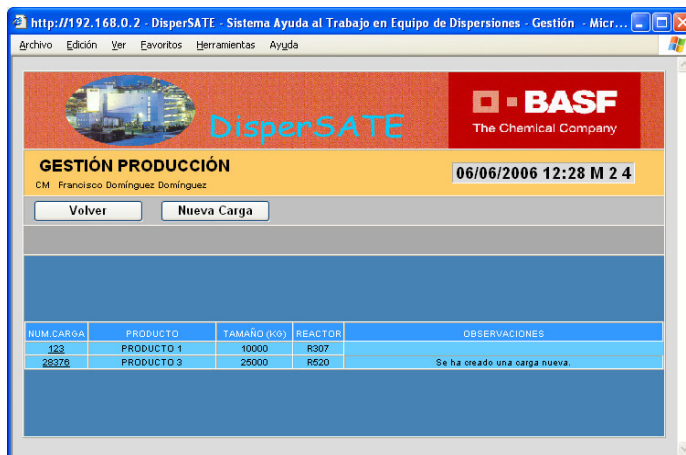 http://192.168.0.2 - DisperSATE - Sistema Ayuda al Trabajo en Equipo de Dispersiones - Gestión - Micr...
Archivo Edición Ver Favoritos Herramientas Ayuda
DisperSATE
BASF
The Chemical Company
GESTIÓN PRODUCCIÓN
CM Francisco Domínguez Domínguez
06/06/2006 12:28 M 2 4
Volver Nueva Carga
NUM.CARGA PRODUCTO TAMAÑO (KG) REACTOR OBSERVACIONES
123 PRODUCTO 1 10000 R307
28376 PRODUCTO 3 25000 R520 Se ha creado una carga nueva.